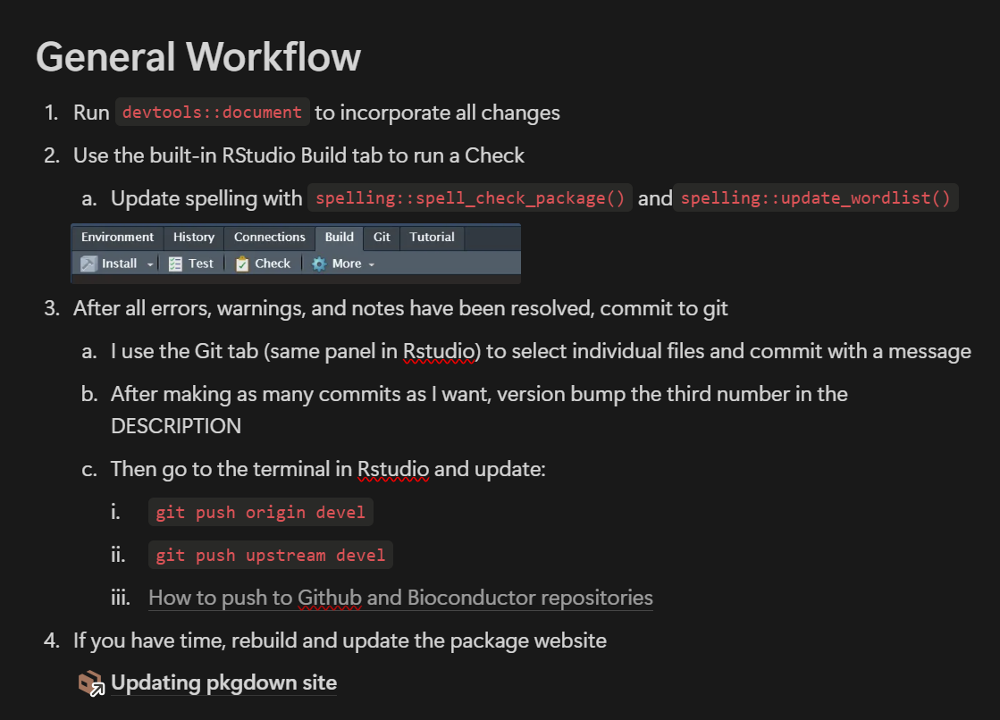 General Workflow
1. Run devtools::document to incorporate all changes
2. Use the built-in RStudio Build tab to run a Check
a. Update spelling with spelling::spell_check_package() and spelling::update_wordlist()
Environment History Connections Build Git Tutorial
Install Test Check More
3. After all errors, warnings, and notes have been resolved, commit to git
a. I use the Git tab (same panel in Rstudio) to select individual files and commit with a message
b. After making as many commits as I want, version bump the third number in the
DESCRIPTION
c. Then go to the terminal in Rstudio and update:
i. git push origin devel
ii. git push upstream devel
iii. How to push to Github and Bioconductor repositories
4. If you have time, rebuild and update the package website
Updating pkgdown site